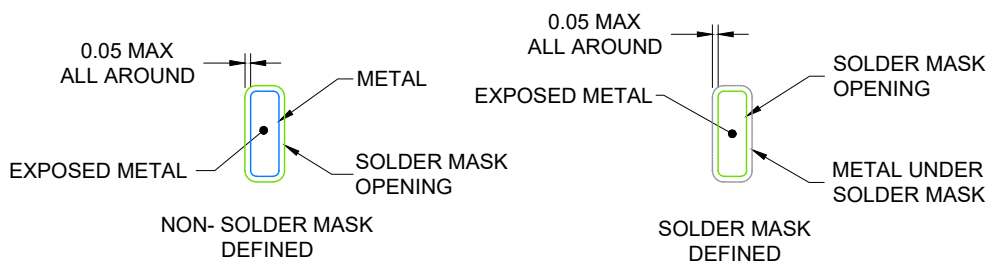 0.05 MAX
ALL AROUND
METAL
EXPOSED METAL
SOLDER MASK
OPENING
NON- SOLDER MASK
DEFINED
0.05 MAX
ALL AROUND
SOLDER MASK
OPENING
EXPOSED METAL
METAL UNDER
SOLDER MASK
SOLDER MASK
DEFINED